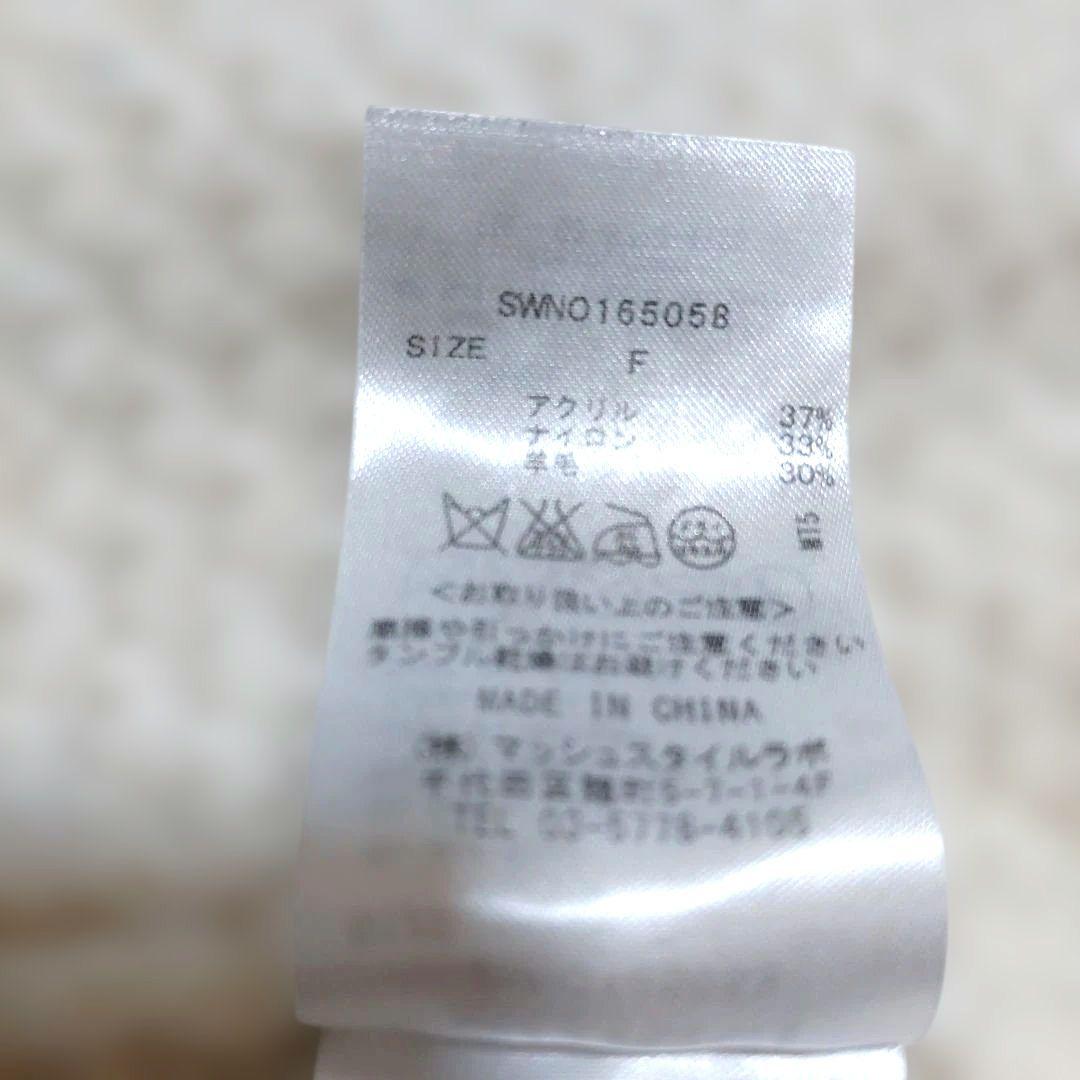 SWNO165058
SIZE F
アクリル 37%
ナイロン 33%
羊毛 30%
<お取り扱い上のご注意>
摩擦や引っかけにご注意ください
タンブル乾燥はお避けください
MADE IN CHINA
(株)マッシュスタイルラボ
千代田区麹町5-7-1-4F
TEL 03-5778-4105